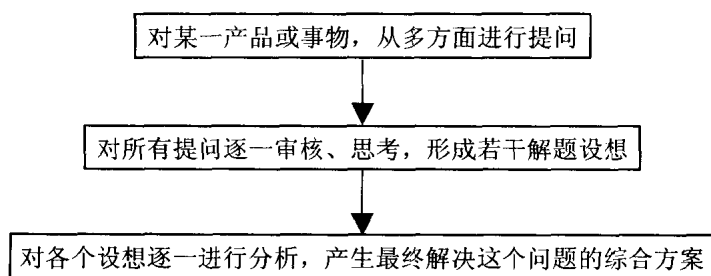 对某一产品或事物，从多方面进行提问
对所有提问逐一审核、思考，形成若干解题设想
对各个设想逐一进行分析，产生最终解决这个问题的综合方案